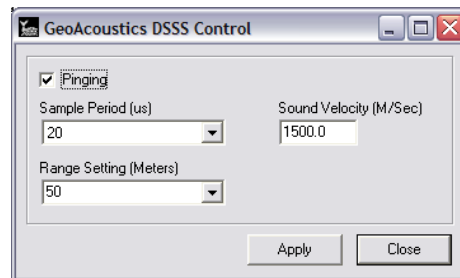 GeoAcoustics DSSS Control
Pinging
Sample Period (us)
Sound Velocity (M/Sec)
20
1500.0
Range Setting (Meters)
50
Apply
Close